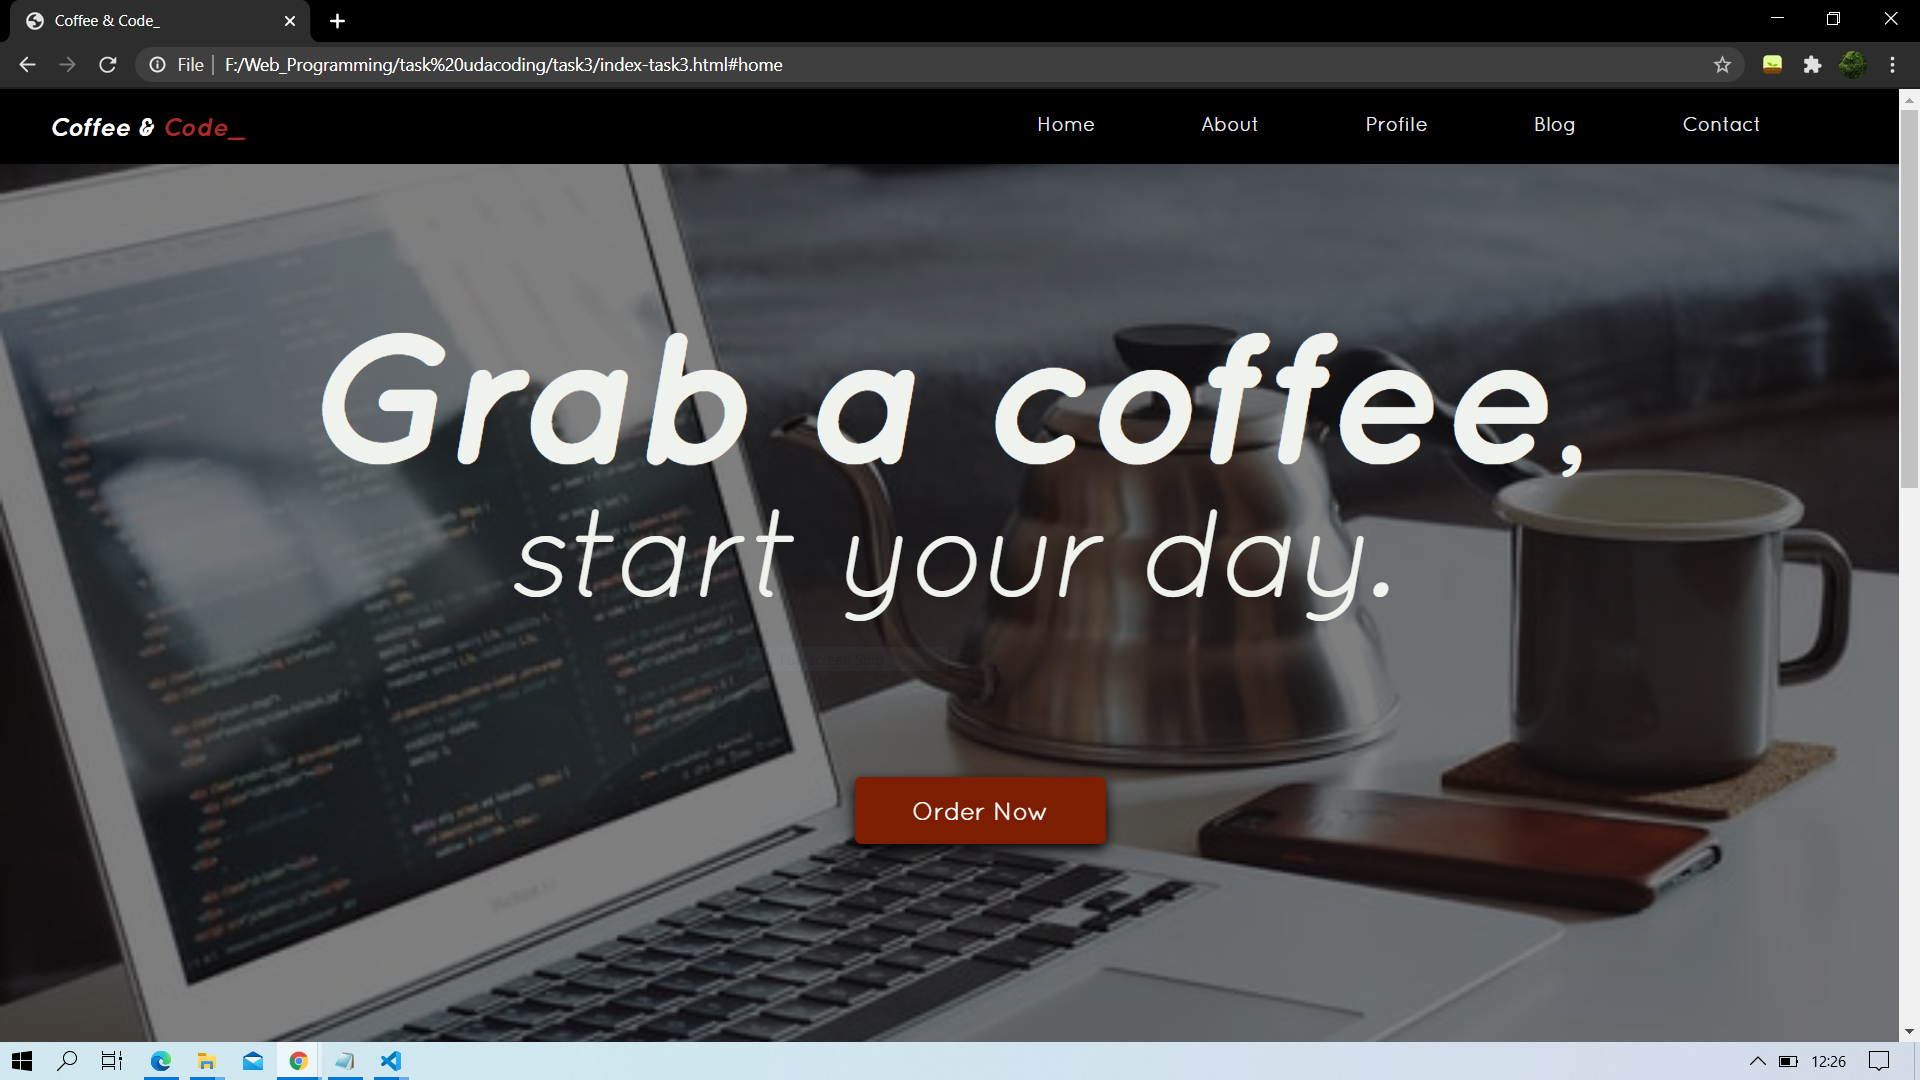 Coffee & Code_
File
F:/Web_Programming/task%20udacoding/task3/index-task3.html#home
Coffee & Code_
Home
About
Profile
Blog
Contact
Grab a coffee,
start your day.
Order Now
12:26